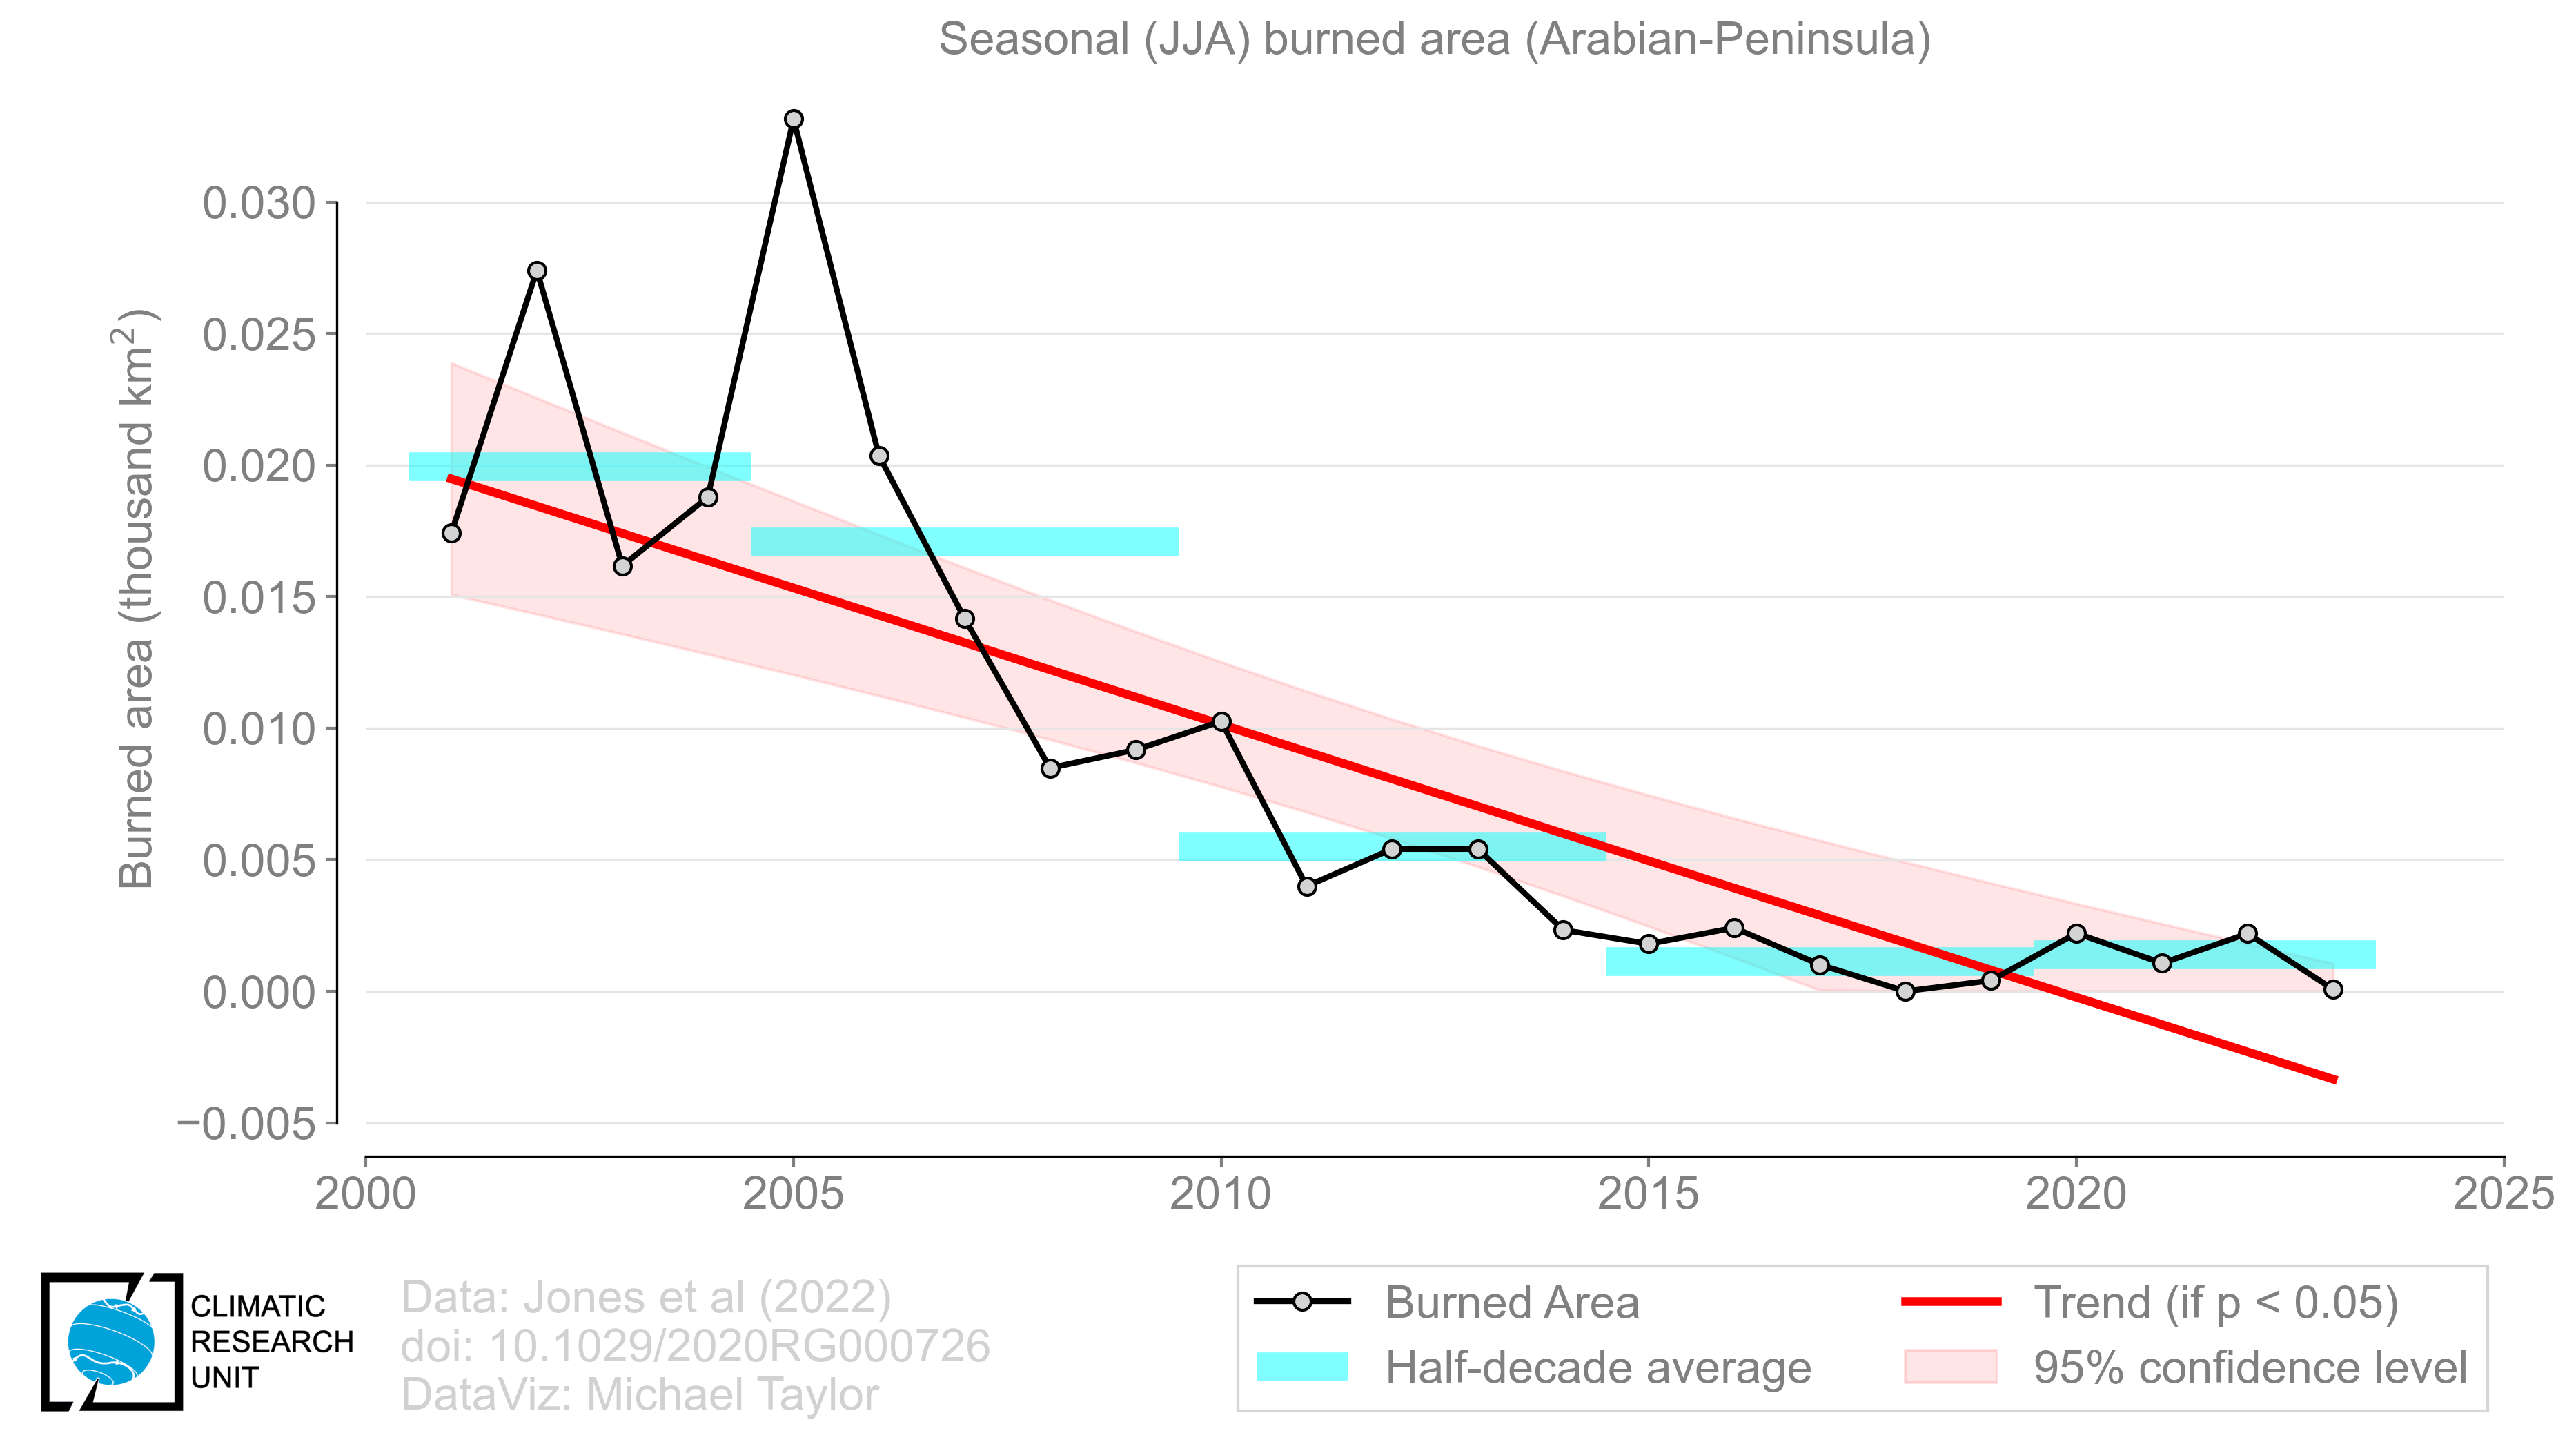 Seasonal (JJA) burned area (Arabian-Peninsula)
Burned area (thousand km²)
0.030
0.025
0.020
0.015
0.010
0.005
0.000
−0.005
2000 2005 2010 2015 2020 2025
CLIMATIC
RESEARCH
UNIT
Data: Jones et al (2022)
doi: 10.1029/2020RG000726
DataViz: Michael Taylor
Burned Area
Half-decade average
Trend (if p < 0.05)
95% confidence level